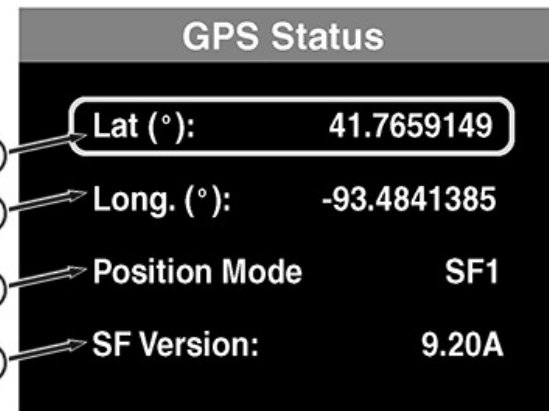 GPS Status
Lat (°): 41.7659149
Long. (°): -93.4841385
Position Mode SF1
SF Version: 9.20A